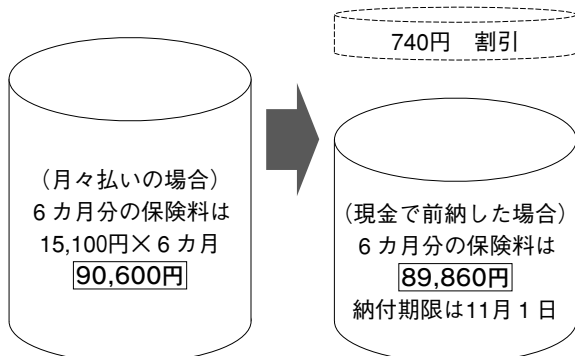 740円　割引
（月々払いの場合）
6カ月分の保険料は
15,100円×6カ月
90,600円
（現金で前納した場合）
6カ月分の保険料は
89,860円
納付期限は11月1日